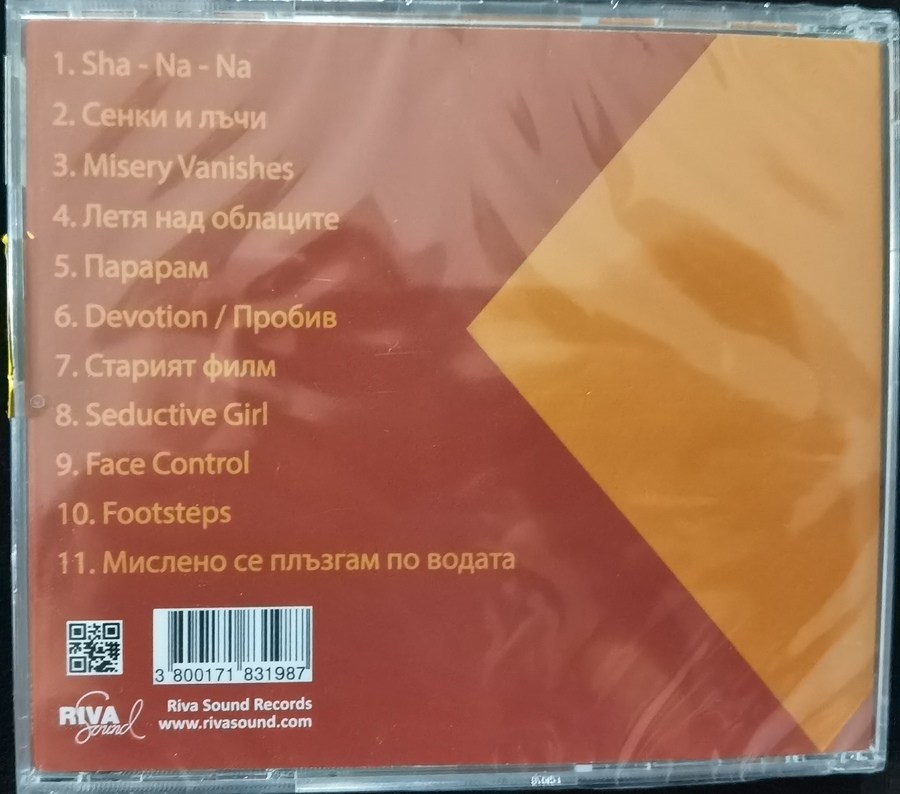 1. Sha - Na - Na
2. Сенки и лъчи
3. Misery Vanishes
4. Летя над облаците
5. Парарам
6. Devotion / Пробив
7. Старият филм
8. Seductive Girl
9. Face Control
10. Footsteps
11. Мислено се плъзгам по водата
3 800171 831987
RIVA Sound
Riva Sound Records
www.rivasound.com